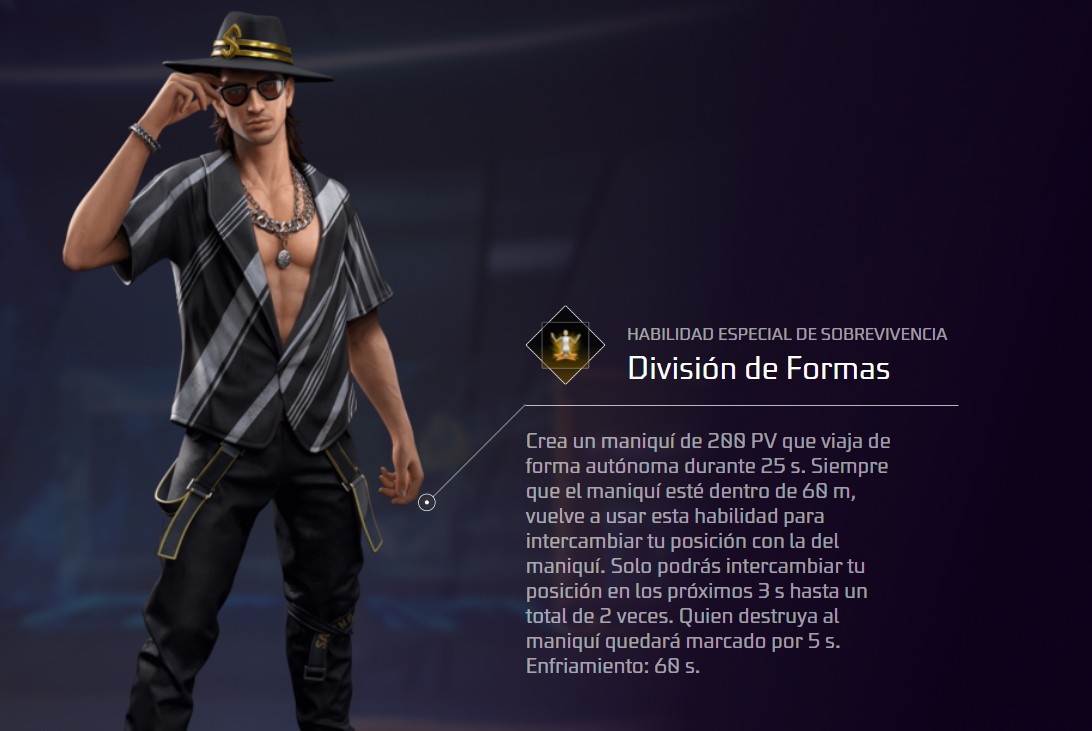 HABILIDAD ESPECIAL DE SOBREVIVENCIA
División de Formas
Crea un maniquí de 200 PV que viaja de
forma autónoma durante 25 s. Siempre
que el maniquí esté dentro de 60 m,
vuelve a usar esta habilidad para
intercambiar tu posición con la del
maniquí. Solo podrás intercambiar tu
posición en los próximos 3 s hasta un
total de 2 veces. Quien destruya al
maniquí quedará marcado por 5 s.
Enfriamiento: 60 s.